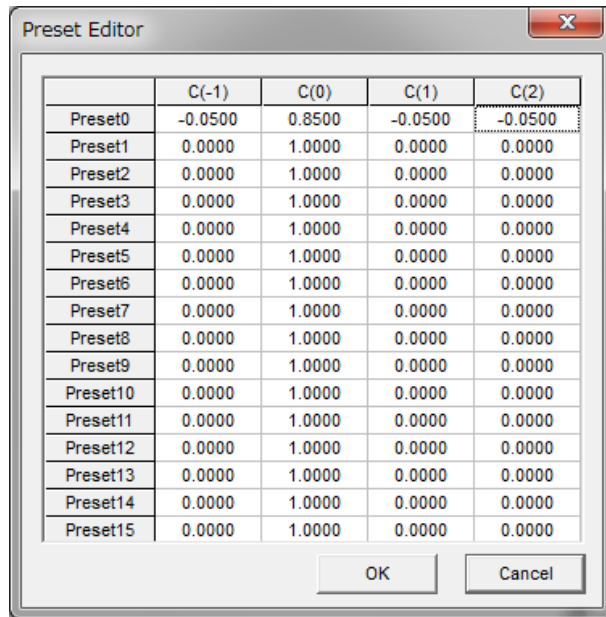 Preset Editor
C(-1) C(0) C(1) C(2)
Preset0 -0.0500 0.8500 -0.0500 -0.0500
Preset1 0.0000 1.0000 0.0000 0.0000
Preset2 0.0000 1.0000 0.0000 0.0000
Preset3 0.0000 1.0000 0.0000 0.0000
Preset4 0.0000 1.0000 0.0000 0.0000
Preset5 0.0000 1.0000 0.0000 0.0000
Preset6 0.0000 1.0000 0.0000 0.0000
Preset7 0.0000 1.0000 0.0000 0.0000
Preset8 0.0000 1.0000 0.0000 0.0000
Preset9 0.0000 1.0000 0.0000 0.0000
Preset10 0.0000 1.0000 0.0000 0.0000
Preset11 0.0000 1.0000 0.0000 0.0000
Preset12 0.0000 1.0000 0.0000 0.0000
Preset13 0.0000 1.0000 0.0000 0.0000
Preset14 0.0000 1.0000 0.0000 0.0000
Preset15 0.0000 1.0000 0.0000 0.0000
OK Cancel